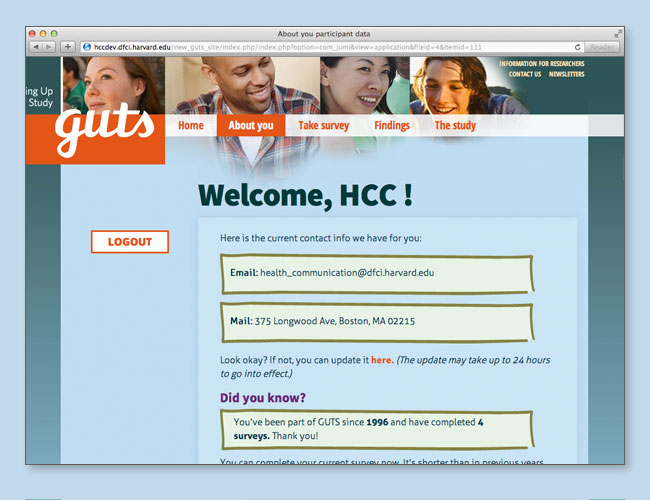 About you participant data
hccdev.dfci.harvard.edu/new_guts_site/index.php/index.php?option=com_jumi&view=application&fileid=4&Itemid=111
Reader
INFORMATION FOR RESEARCHERS
CONTACT US NEWSLETTERS
ing Up
Study
guts
Home About you Take survey Findings The study
Welcome, HCC !
LOGOUT
Here is the current contact info we have for you:
Email: health_communication@dfci.harvard.edu
Mail: 375 Longwood Ave, Boston, MA 02215
Look okay? If not, you can update it here. (The update may take up to 24 hours
to go into effect.)
Did you know?
You've been part of GUTS since 1996 and have completed 4
surveys. Thank you!
You can complete your current survey now. It's shorter than in previous years